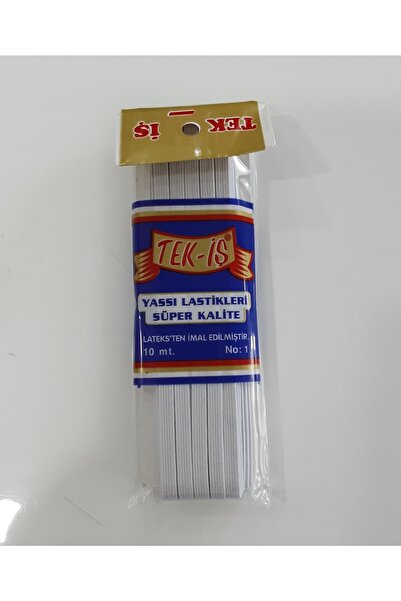 TEK
İŞ
TEK-İŞ®
YASSI LASTİKLERİ
SÜPER KALİTE
LATEKS'TEN İMAL EDİLMİŞTİR.
10 mt. No: 1